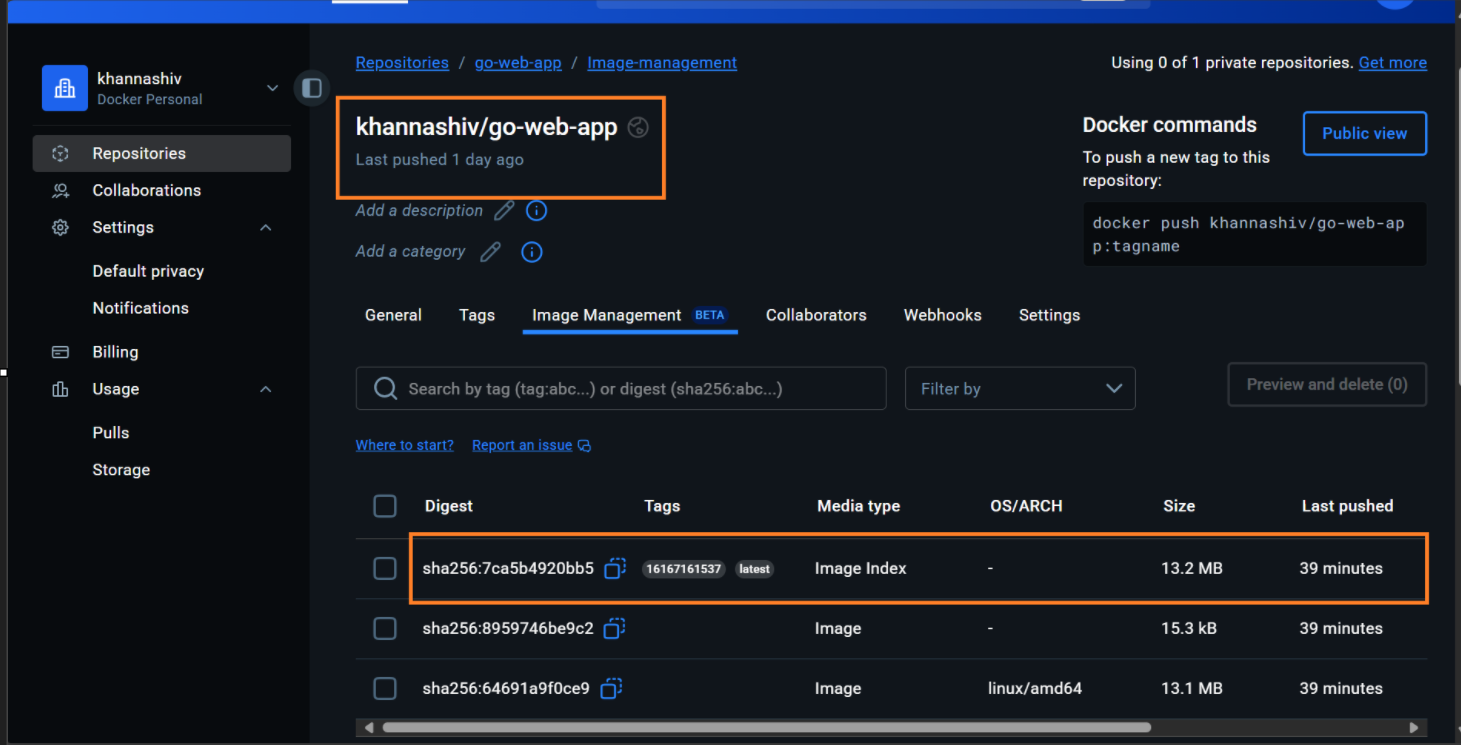 khannashiv
Docker Personal
Repositories
Collaborations
Settings
Default privacy
Notifications
Billing
Usage
Pulls
Storage
Repositories / go-web-app / Image-management
Using 0 of 1 private repositories. Get more
khannashiv/go-web-app
Last pushed 1 day ago
Add a description
Add a category
Docker commands
Public view
To push a new tag to this
repository:
docker push khannashiv/go-web-ap
p:tagname
General Tags Image Management BETA Collaborators Webhooks Settings
Search by tag (tag:abc...) or digest (sha256:abc...)
Filter by
Preview and delete (0)
Where to start? Report an issue
Digest Tags Media type OS/ARCH Size Last pushed
sha256:7ca5b4920bb5 16167161537 latest Image Index - 13.2 MB 39 minutes
sha256:8959746be9c2 Image - 15.3 kB 39 minutes
sha256:64691a9f0ce9 Image linux/amd64 13.1 MB 39 minutes